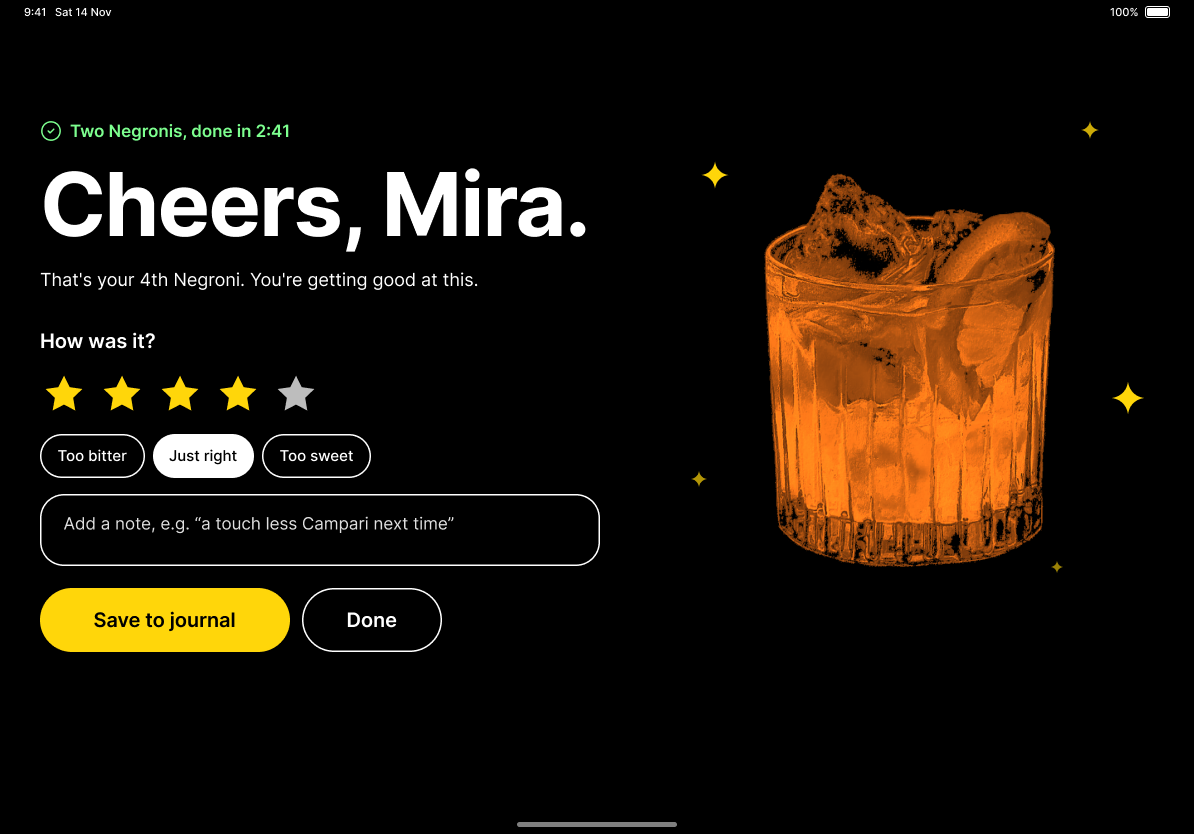 9:41 Sat 14 Nov
100%
Two Negronis, done in 2:41
Cheers, Mira.
That's your 4th Negroni. You're getting good at this.
How was it?
Too bitter
Just right
Too sweet
Add a note, e.g. “a touch less Campari next time”
Save to journal
Done